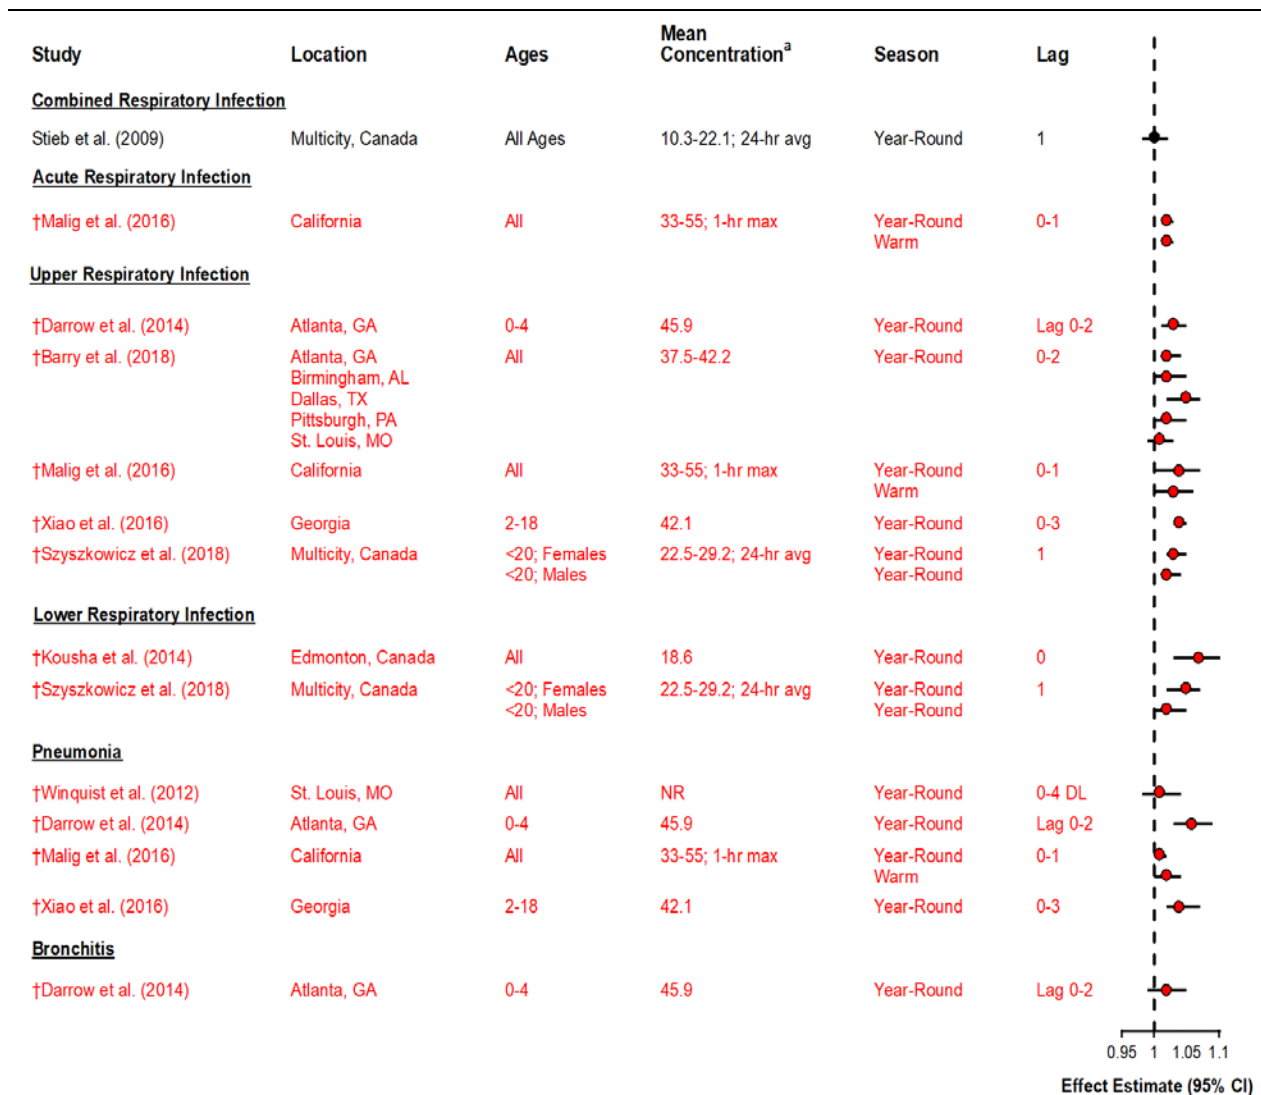 Study Location Ages Mean Concentrationa Season Lag
Combined Respiratory Infection
Stieb et al. (2009) Multicity, Canada All Ages 10.3-22.1; 24-hr avg Year-Round 1
Acute Respiratory Infection
†Malig et al. (2016) California All 33-55; 1-hr max Year-Round 0-1
Warm
Upper Respiratory Infection
†Darrow et al. (2014) Atlanta, GA 0-4 45.9 Year-Round Lag 0-2
†Barry et al. (2018) Atlanta, GA All 37.5-42.2 Year-Round 0-2
Birmingham, AL
Dallas, TX
Pittsburgh, PA
St. Louis, MO
†Malig et al. (2016) California All 33-55; 1-hr max Year-Round 0-1
Warm
†Xiao et al. (2016) Georgia 2-18 42.1 Year-Round 0-3
†Szyszkowicz et al. (2018) Multicity, Canada <20; Females 22.5-29.2; 24-hr avg Year-Round 1
<20; Males Year-Round
Lower Respiratory Infection
†Kousha et al. (2014) Edmonton, Canada All 18.6 Year-Round 0
†Szyszkowicz et al. (2018) Multicity, Canada <20; Females 22.5-29.2; 24-hr avg Year-Round 1
<20; Males Year-Round
Pneumonia
†Winquist et al. (2012) St. Louis, MO All NR Year-Round 0-4 DL
†Darrow et al. (2014) Atlanta, GA 0-4 45.9 Year-Round Lag 0-2
†Malig et al. (2016) California All 33-55; 1-hr max Year-Round 0-1
Warm
†Xiao et al. (2016) Georgia 2-18 42.1 Year-Round 0-3
Bronchitis
†Darrow et al. (2014) Atlanta, GA 0-4 45.9 Year-Round Lag 0-2
0.95 1 1.05 1.1
Effect Estimate (95% CI)